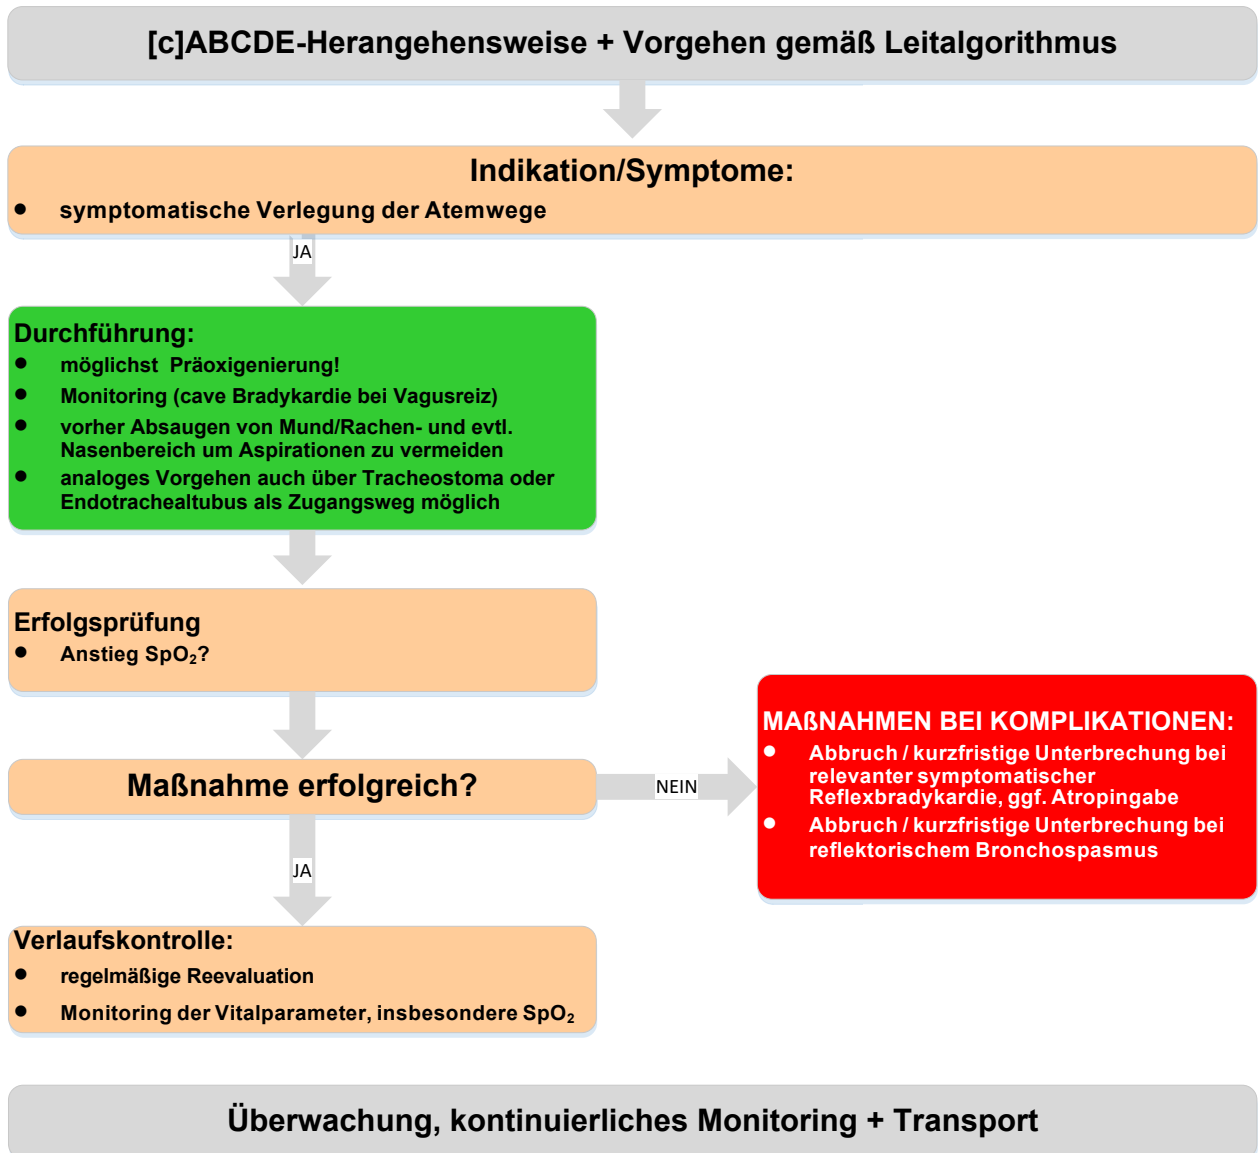 [c]ABCDE-Herangehensweise + Vorgehen gemäß Leitalgorithmus
Indikation/Symptome:
● symptomatische Verlegung der Atemwege
JA
Durchführung:
● möglichst Präoxigenierung!
● Monitoring (cave Bradykardie bei Vagusreiz)
● vorher Absaugen von Mund/Rachen- und evtl.
Nasenbereich um Aspirationen zu vermeiden
● analoges Vorgehen auch über Tracheostoma oder
Endotrachealtubus als Zugangsweg möglich
Erfolgsprüfung
● Anstieg SpO₂?
Maßnahme erfolgreich?
NEIN
MAßNAHMEN BEI KOMPLIKATIONEN:
● Abbruch / kurzfristige Unterbrechung bei
relevanter symptomatischer
Reflexbradykardie, ggf. Atropingabe
● Abbruch / kurzfristige Unterbrechung bei
reflektorischem Bronchospasmus
JA
Verlaufskontrolle:
● regelmäßige Reevaluation
● Monitoring der Vitalparameter, insbesondere SpO₂
Überwachung, kontinuierliches Monitoring + Transport